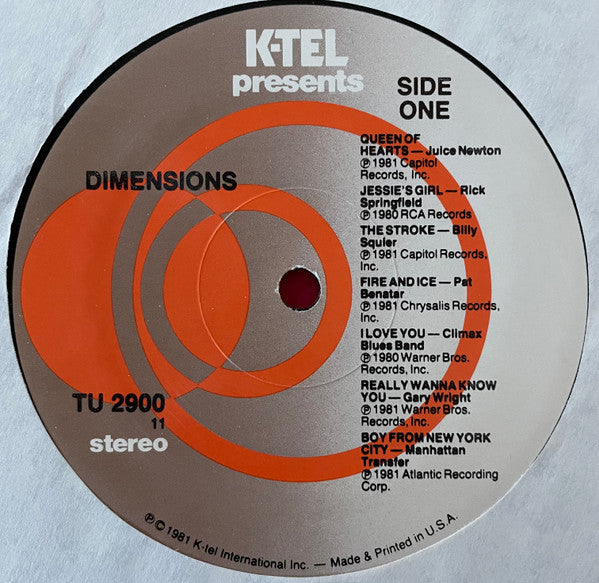 K-TEL
presents
SIDE
ONE
DIMENSIONS
QUEEN OF
HEARTS — Juice Newton
Ⓟ 1981 Capitol
Records, Inc.
JESSIE'S GIRL — Rick
Springfield
Ⓟ 1980 RCA Records
THE STROKE — Billy
Squier
Ⓟ 1981 Capitol Records,
Inc.
FIRE AND ICE — Pat
Benatar
Ⓟ 1981 Chrysalis Records,
Inc.
I LOVE YOU — Climax
Blues Band
Ⓟ 1980 Warner Bros.
Records, Inc.
REALLY WANNA KNOW
YOU — Gary Wright
Ⓟ 1981 Warner Bros.
Records, Inc.
BOY FROM NEW YORK
CITY — Manhattan
Transfer
Ⓟ 1981 Atlantic Recording
Corp.
TU 2900
11
stereo
Ⓟ © 1981 K-tel International Inc. — Made & Printed in U.S.A.